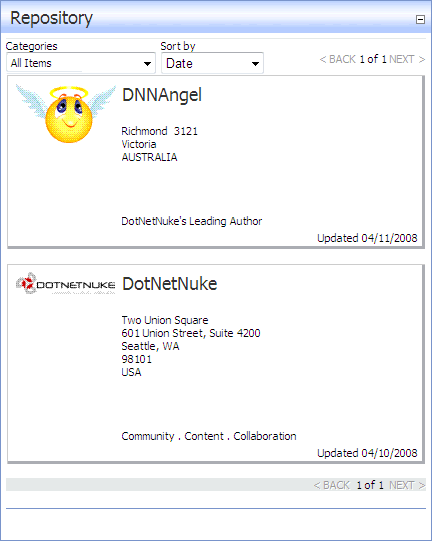 Repository
Categories
Sort by
All Items
Date
< BACK 1 of 1 NEXT >
DNNAngel
Richmond 3121
Victoria
AUSTRALIA
DotNetNuke's Leading Author
Updated 04/11/2008
DOTNETNUKE
DotNetNuke
Two Union Square
601 Union Street, Suite 4200
Seattle, WA
98101
USA
Community . Content . Collaboration
Updated 04/10/2008
< BACK 1 of 1 NEXT >